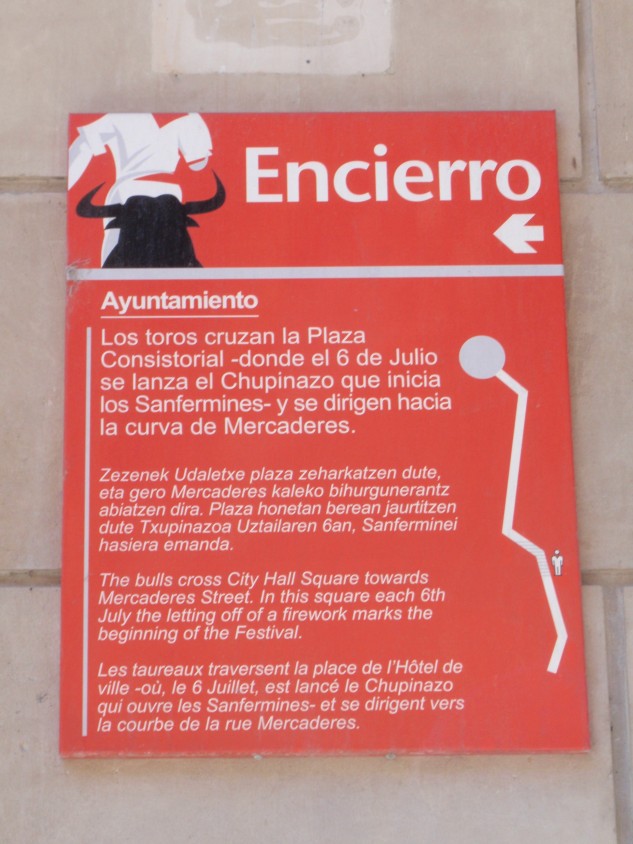 Encierro
Ayuntamiento
Los toros cruzan la Plaza
Consistorial -donde el 6 de Julio
se lanza el Chupinazo que inicia
los Sanfermines- y se dirigen hacia
la curva de Mercaderes.
Zezenek Udaletxe plaza zeharkatzen dute,
eta gero Mercaderes kaleko bihurgunerantz
abiatzen dira. Plaza honetan berean jaurtitzen
dute Txupinazoa Uztailaren 6an, Sanferminei
hasiera emanda.
The bulls cross City Hall Square towards
Mercaderes Street. In this square each 6th
July the letting off of a firework marks the
beginning of the Festival.
Les taureaux traversent la place de l'Hôtel de
ville -où, le 6 Juillet, est lancé le Chupinazo
qui ouvre les Sanfermines- et se dirigent vers
la courbe de la rue Mercaderes.